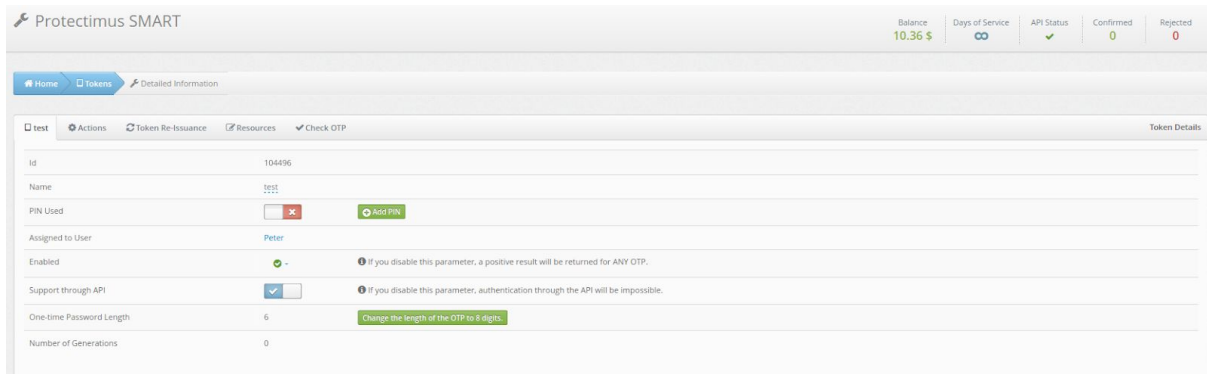 Protectimus SMART
Balance Days of Service API Status Confirmed Rejected
10.36 $ 0 0
Home Tokens Detailed Information
test Actions Token Re-Issuance Resources Check OTP Token Details
Id 104496
Name test
PIN Used Add PIN
Assigned to User Peter
Enabled If you disable this parameter, a positive result will be returned for ANY OTP.
Support through API If you disable this parameter, authentication through the API will be impossible.
One-time Password Length 6 Change the length of the OTP to 8 digits.
Number of Generations 0